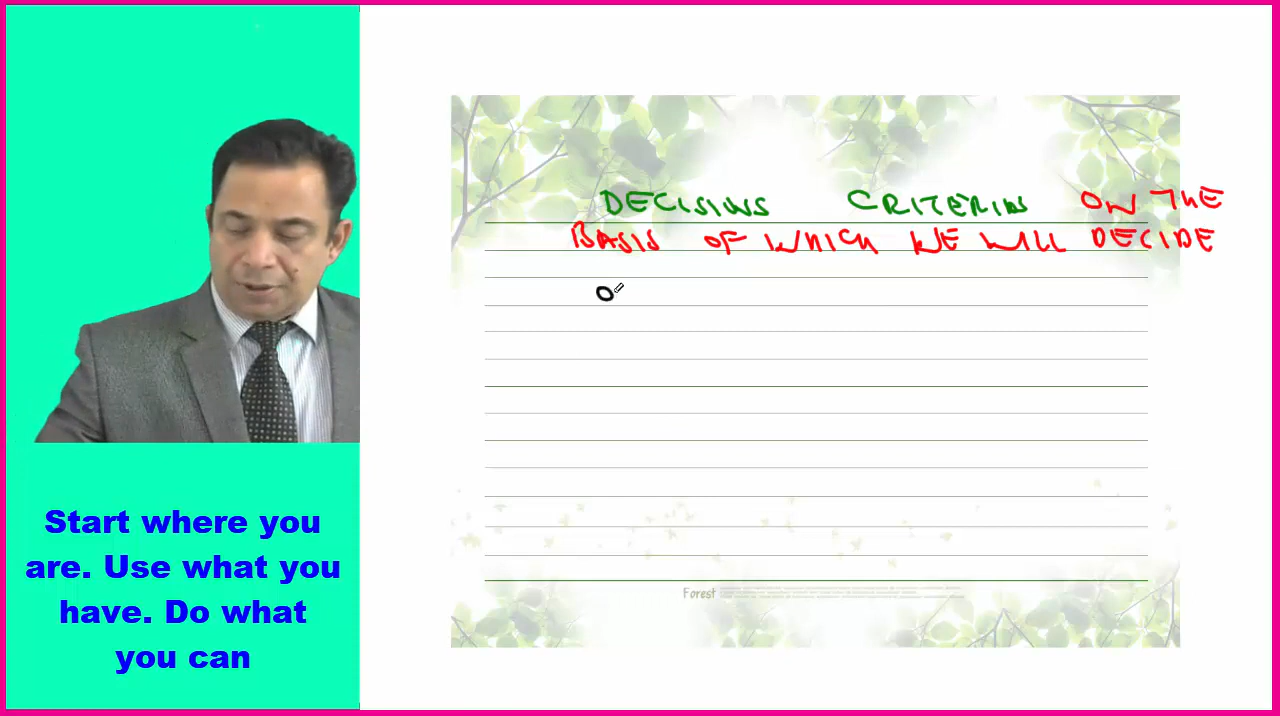 DECISINS CRITERIA ON THE
BASIS OF WHICH WE WILL DECIDE
O
Forest
Start where you
are. Use what you
have. Do what
you can